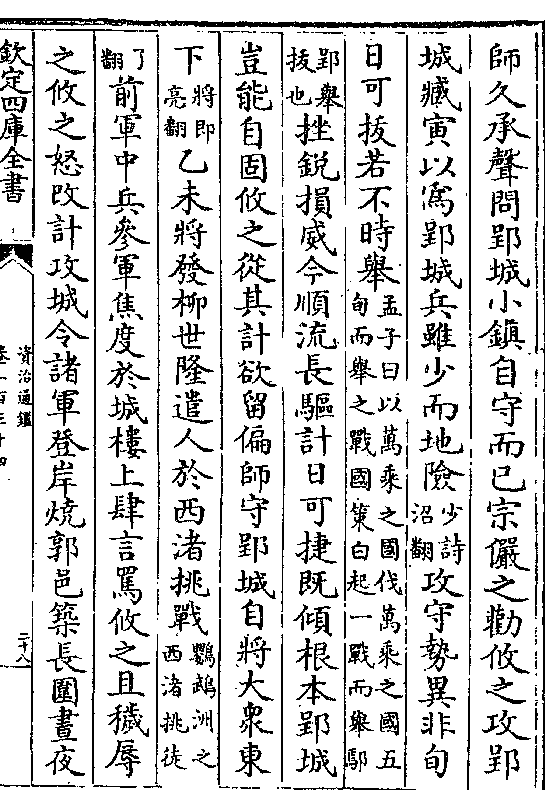 師久承聲問郢城小鎮自守而已宗儼之勸攸之攻郢
城臧寅以爲郢城兵雖少而地險少詩沼翻攻守勢異非旬
日可拔若不時舉孟子曰以萬乘之國伐萬乘之國五旬而舉之戰國策白起一戰而舉鄢
郢舉拔也挫銳損威今順流長驅計日可捷既傾根本郢城
豈能自固攸之從其計欲留偏師守郢城自將大衆東
下將即亮翻乙未將發柳世隆遣人於西渚挑戰鸚鵡洲之西渚挑徒
了翻前軍中兵參軍焦度於城樓上肆言罵攸之且穢辱
之攸之怒改計攻城令諸軍登岸燒郭邑築長圍晝夜
欽定四庫全書
資治通鑑
卷一百三十四
二十八